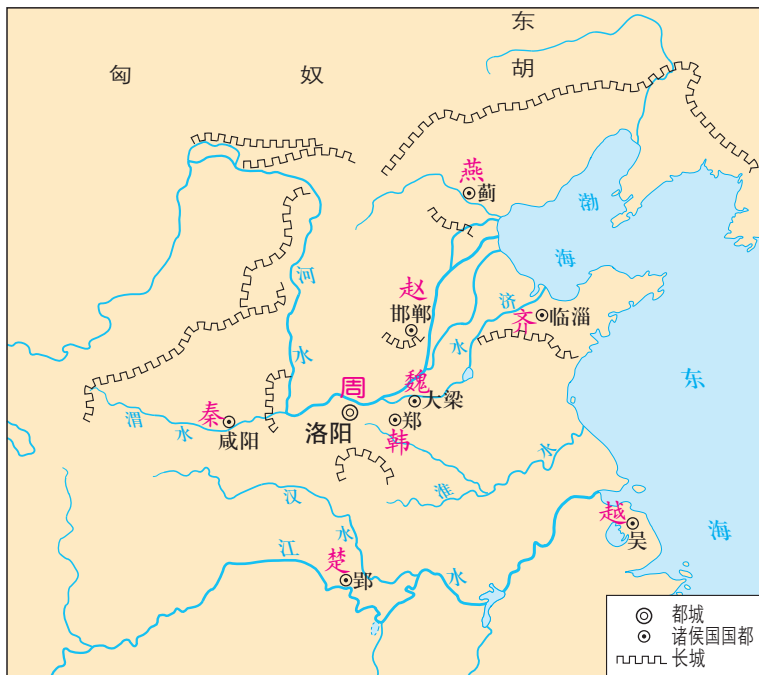 东
胡
匈 奴
燕
蓟
渤
海
河
水
赵
邯郸
济
水
齐
临淄
东
海
周
洛阳
魏
大梁
郑
韩
秦
咸阳
渭
水
淮
水
汉
水
江
水
楚
郢
越
吴
都城
诸侯国国都
长城